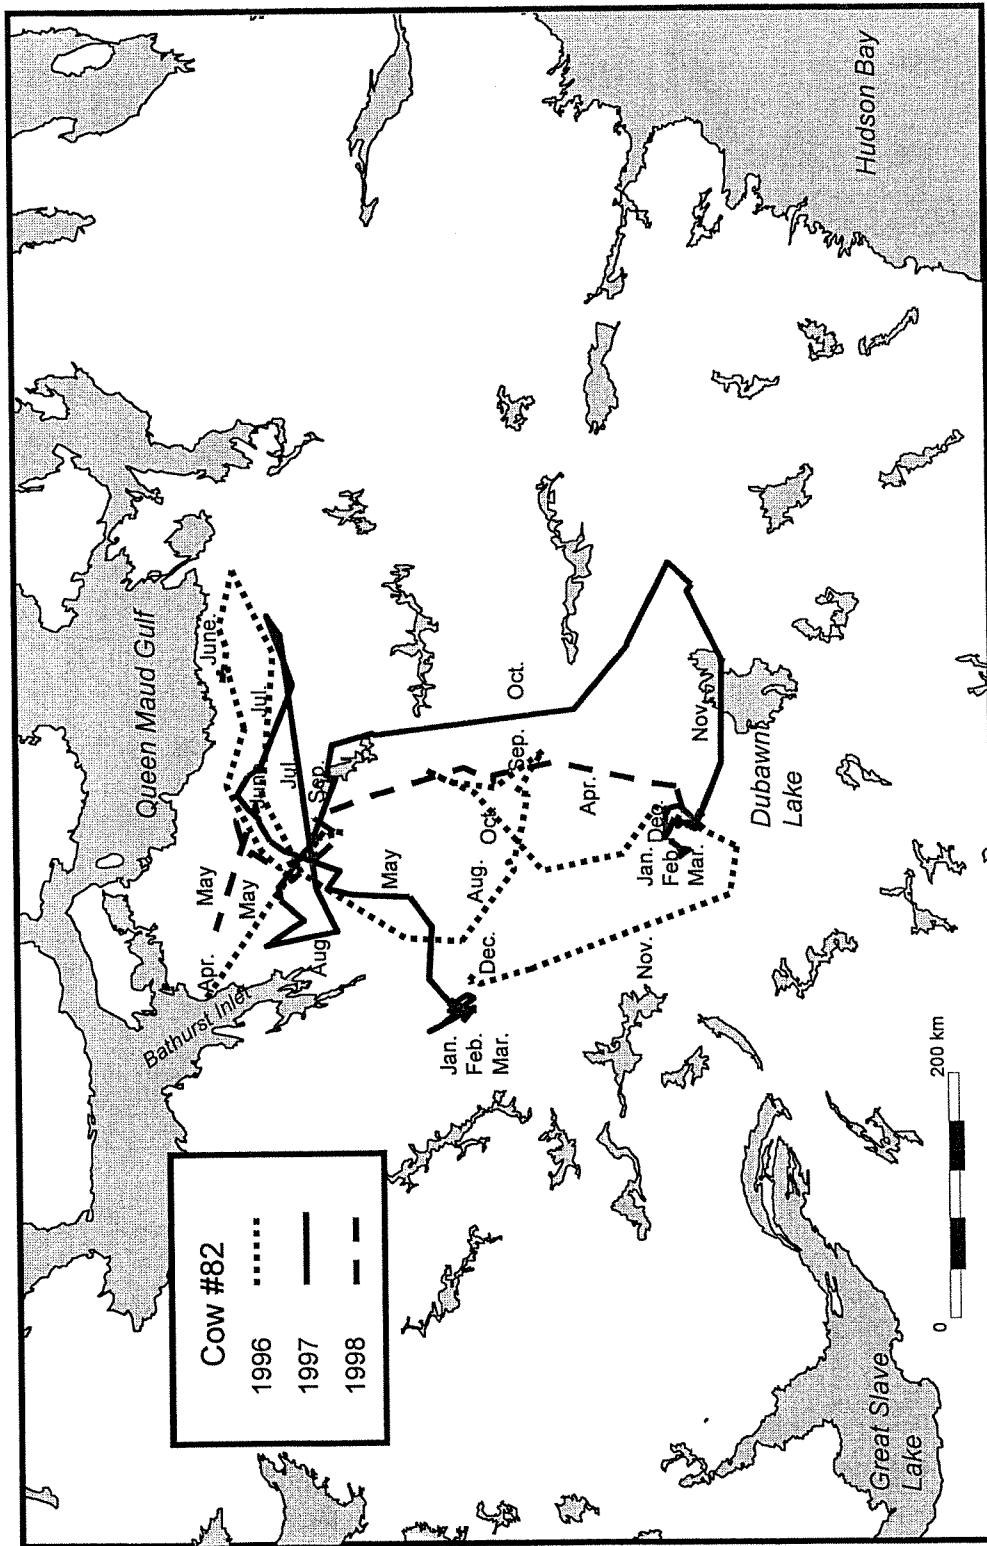 Queen Maud Gulf
Bathurst Inlet
Hudson Bay
Apr.
May
May
June.
June
Jul.
Jul.
Aug
Sep.
May
Oct.
Sep.
Oct.
Aug.
Apr.
Dec.
Jan.
Feb.
Mar.
Nov.
Jan.
Feb
Mar.
Dec.
Nov.
Dubawnt
Lake
Great Slave
Lake
Cow #82
1996
1997
1998
0
200 km